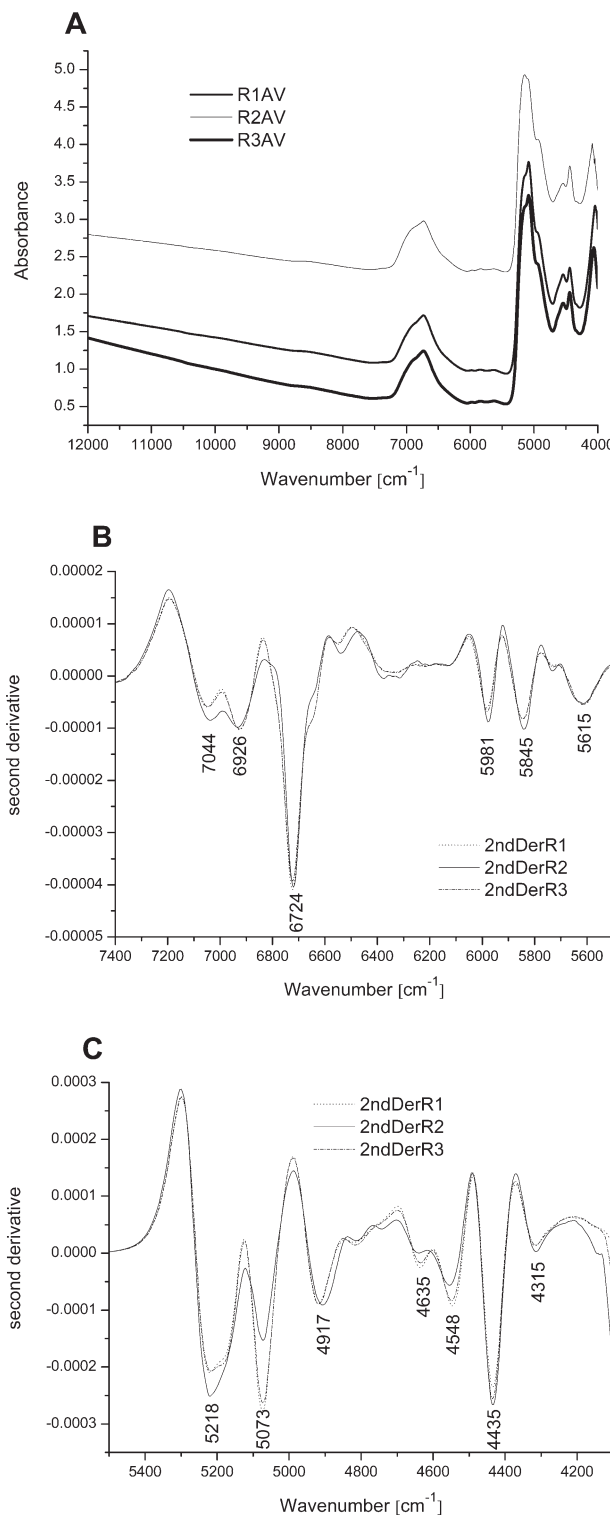 A
5.0
4.5
4.0
3.5
3.0
2.5
2.0
1.5
1.0
0.5
Absorbance
R1AV
R2AV
R3AV
12000 11000 10000 9000 8000 7000 6000 5000 4000
Wavenumber [cm-1]
B
0.00002
0.00001
0.00000
-0.00001
-0.00002
-0.00003
-0.00004
-0.00005
second derivative
7044
6926
6724
5981
5845
5615
2ndDerR1
2ndDerR2
2ndDerR3
7400 7200 7000 6800 6600 6400 6200 6000 5800 5600
Wavenumber [cm-1]
C
0.0003
0.0002
0.0001
0.0000
-0.0001
-0.0002
-0.0003
second derivative
2ndDerR1
2ndDerR2
2ndDerR3
5218
5073
4917
4635
4548
4435
4315
5400 5200 5000 4800 4600 4400 4200
Wavenumber [cm-1]